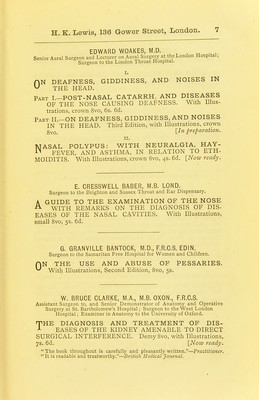 H. K. Lewis, 136 Gower Street, London. 7
EDWARD WOAKES, M.D.
Senior Aural Surgeon and Lecturer on Aural Surgery at the London Hospital;
Surgeon to the London Throat Hospital.
I.
ON DEAFNESS, GIDDINESS, AND NOISES IN
THE HEAD.
PART I.—POST-NASAL CATARRH, AND DISEASES
OF THE NOSE CAUSING DEAFNESS. With Illus-
trations, crown 8vo, 6s. 6d.
PART II.—ON DEAFNESS, GIDDINESS, AND NOISES
IN THE HEAD. Third Edition, with Illustrations, crown
8vo. [In preparation.
II.
NASAL POLYPUS: WITH NEURALGIA, HAY-
FEVER, AND ASTHMA, IN RELATION TO ETH-
MOIDITIS. With Illustrations, crown 8vo, 4s. 6d. [Now ready.
E. CRESSWELL BABER, M.B. LOND.
Surgeon to the Brighton and Sussex Throat and Ear Dispensary.
A GUIDE TO THE EXAMINATION OF THE NOSE
WITH REMARKS ON THE DIAGNOSIS OF DIS-
EASES OF THE NASAL CAVITIES. With Illustrations,
small 8vo, 5s. 6d.
G. GRANVILLE BANTOCK, M.D., F.R.C.S. EDIN.
Surgeon to the Samaritan Free Hospital for Women and Children.
ON THE USE AND ABUSE OF PESSARIES.
With Illustrations, Second Edition, 8vo, 5s.
W. BRUCE CLARKE, M.A., M.B. OXON., F.R.C.S.
Assistant Surgeon to, and Senior Demonstrator of Anatomy and Operative
Surgery at St. Bartholomew's Hospital; Surgeon to the West London
Hospital; Examiner in Anatomy to the University of Oxford.
THE DIAGNOSIS AND TREATMENT OF DIS-
EASES OF THE KIDNEY AMENABLE TO DIRECT
SURGICAL INTERFERENCE. Demy 8vo, with Illustrations,
7s. 6d. [Now ready.
"The book throughout is carefully and pleasantly written."—Practitioner.
"It is readable and trustworthy."—British Medical Journal.